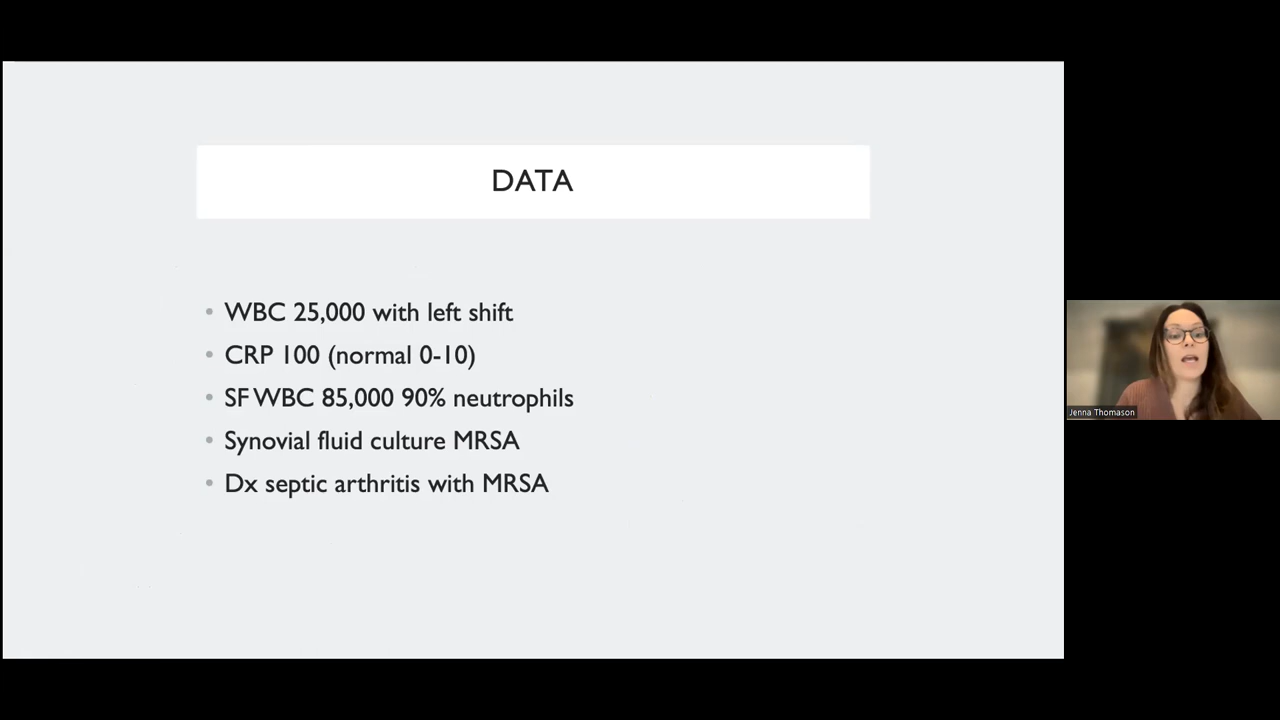 DATA
• WBC 25,000 with left shift
• CRP 100 (normal 0-10)
• SF WBC 85,000 90% neutrophils
• Synovial fluid culture MRSA
• Dx septic arthritis with MRSA
Jenna Thomason